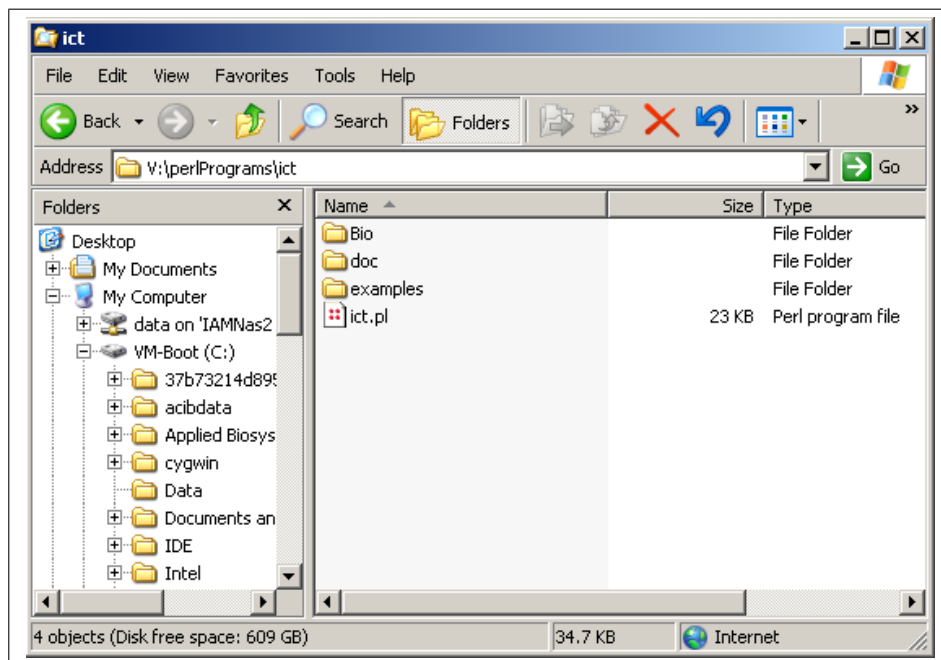 ict
File Edit View Favorites Tools Help
Back Search Folders »
Address V:\perlPrograms\ict Go
Folders
Desktop
My Documents
My Computer
data on 'IAMNas2
VM-Boot (C:)
37b73214d895
acibdata
Applied Biosys
cygwin
Data
Documents an
IDE
Intel
Name Size Type
Bio File Folder
doc File Folder
examples File Folder
ict.pl 23 KB Perl program file
4 objects (Disk free space: 609 GB) 34.7 KB Internet